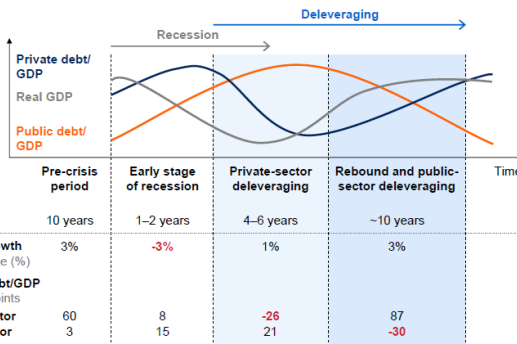 Deleveraging
Recession
Private debt/
GDP
Real GDP
Public debt/
GDP
Pre-crisis
period
Early stage
of recession
Private-sector
deleveraging
Rebound and public-
sector deleveraging
Time
10 years
1–2 years
4–6 years
~10 years
wth
3%
-3%
1%
3%
e (%)
bt/GDP
ints
tor
60
8
-26
87
or
3
15
21
-30